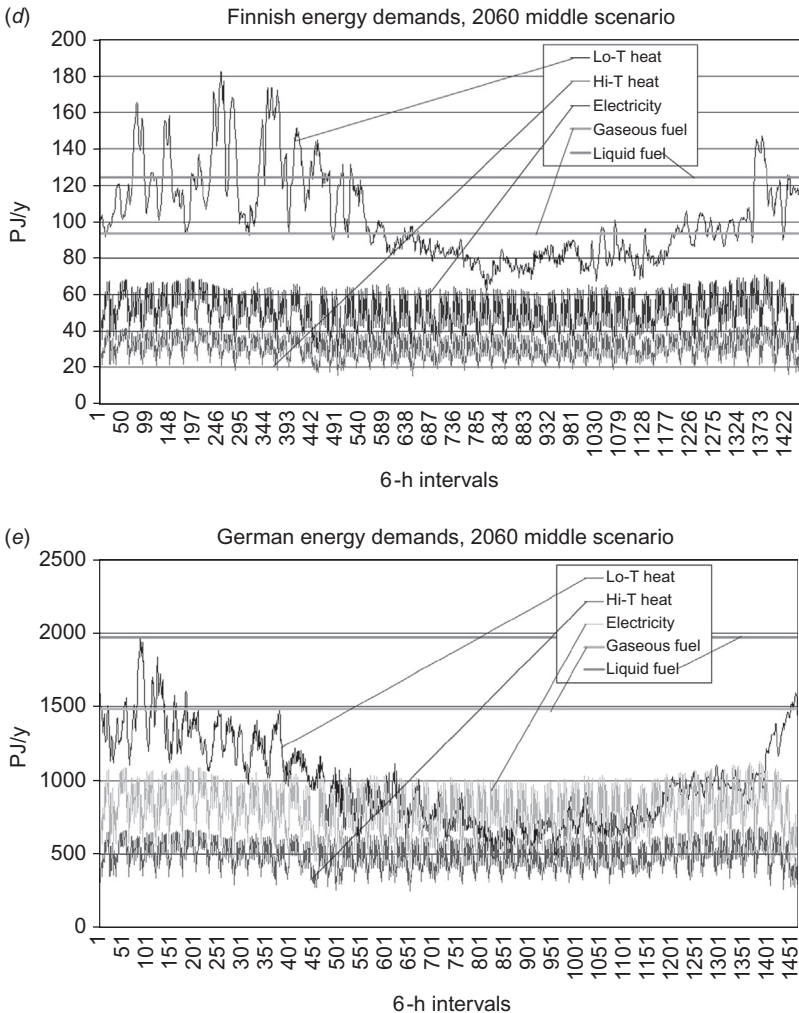 (d)
Finnish energy demands, 2060 middle scenario
200
180
160
140
120
100
80
60
40
20
0
PJ/y
Lo-T heat
Hi-T heat
Electricity
Gaseous fuel
Liquid fuel
1 50 99 148 197 246 295 344 393 442 491 540 589 638 687 736 785 834 883 932 981 1030 1079 1128 1177 1226 1275 1324 1373 1422
6-h intervals
(e)
German energy demands, 2060 middle scenario
2500
2000
1500
1000
500
0
PJ/y
Lo-T heat
Hi-T heat
Electricity
Gaseous fuel
Liquid fuel
1 51 101 151 201 251 301 351 401 451 501 551 601 651 701 751 801 851 901 951 1001 1051 1101 1151 1201 1251 1301 1351 1401 1451
6-h intervals